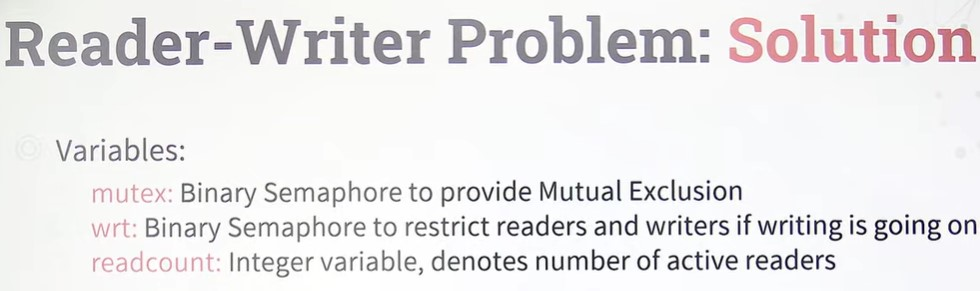 Reader-Writer Problem: Solution
Variables:
mutex: Binary Semaphore to provide Mutual Exclusion
wrt: Binary Semaphore to restrict readers and writers if writing is going on
readcount: Integer variable, denotes number of active readers